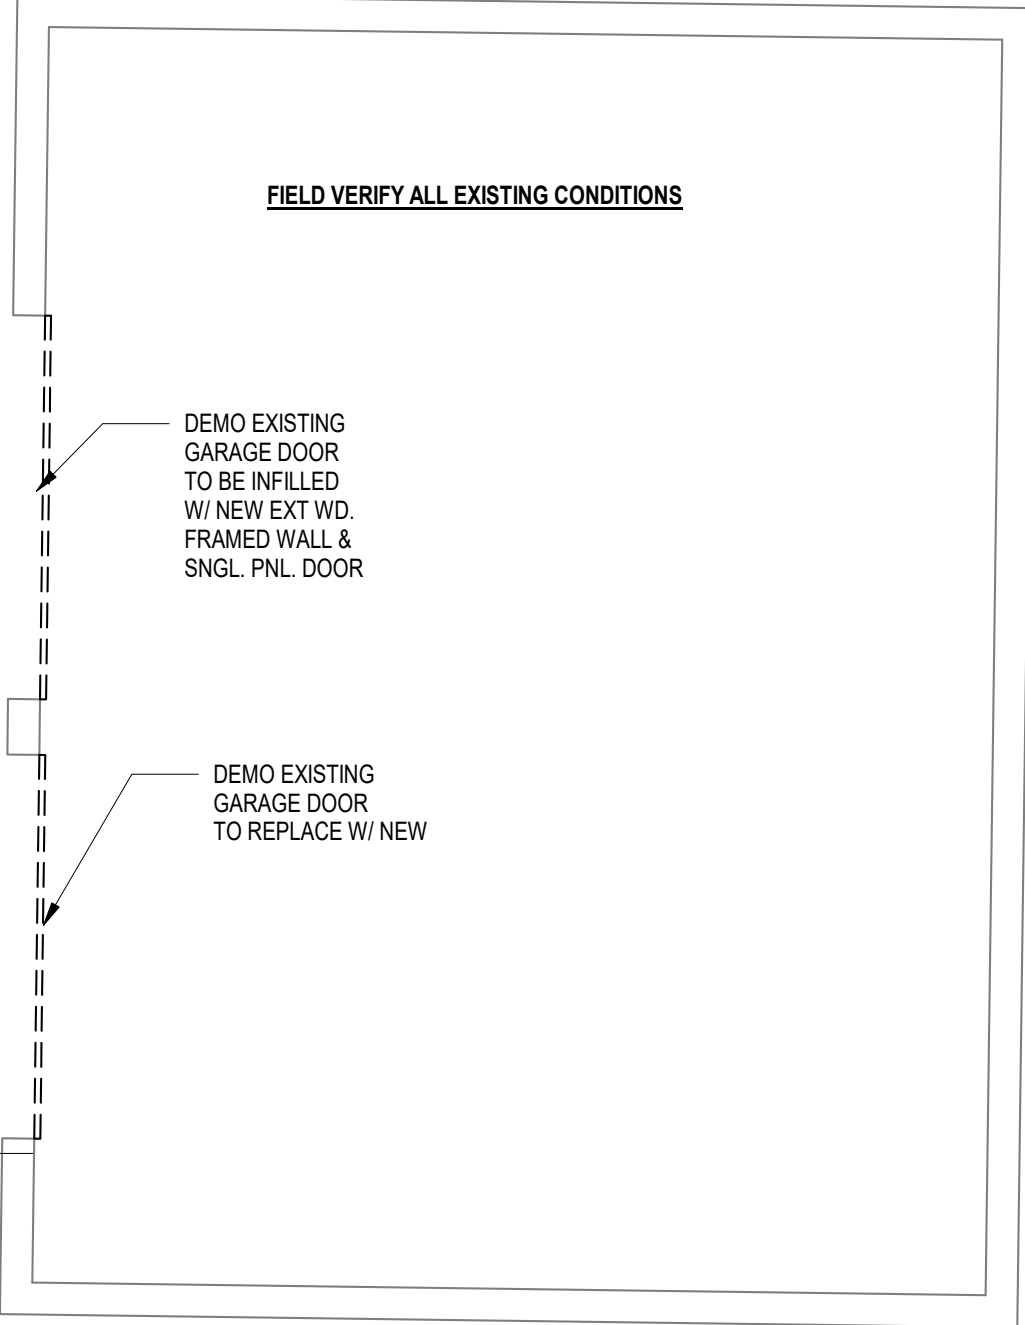 FIELD VERIFY ALL EXISTING CONDITIONS
DEMO EXISTING
GARAGE DOOR
TO BE INFILLED
W/ NEW EXT WD.
FRAMED WALL &
SNGL. PNL. DOOR
DEMO EXISTING
GARAGE DOOR
TO REPLACE W/ NEW